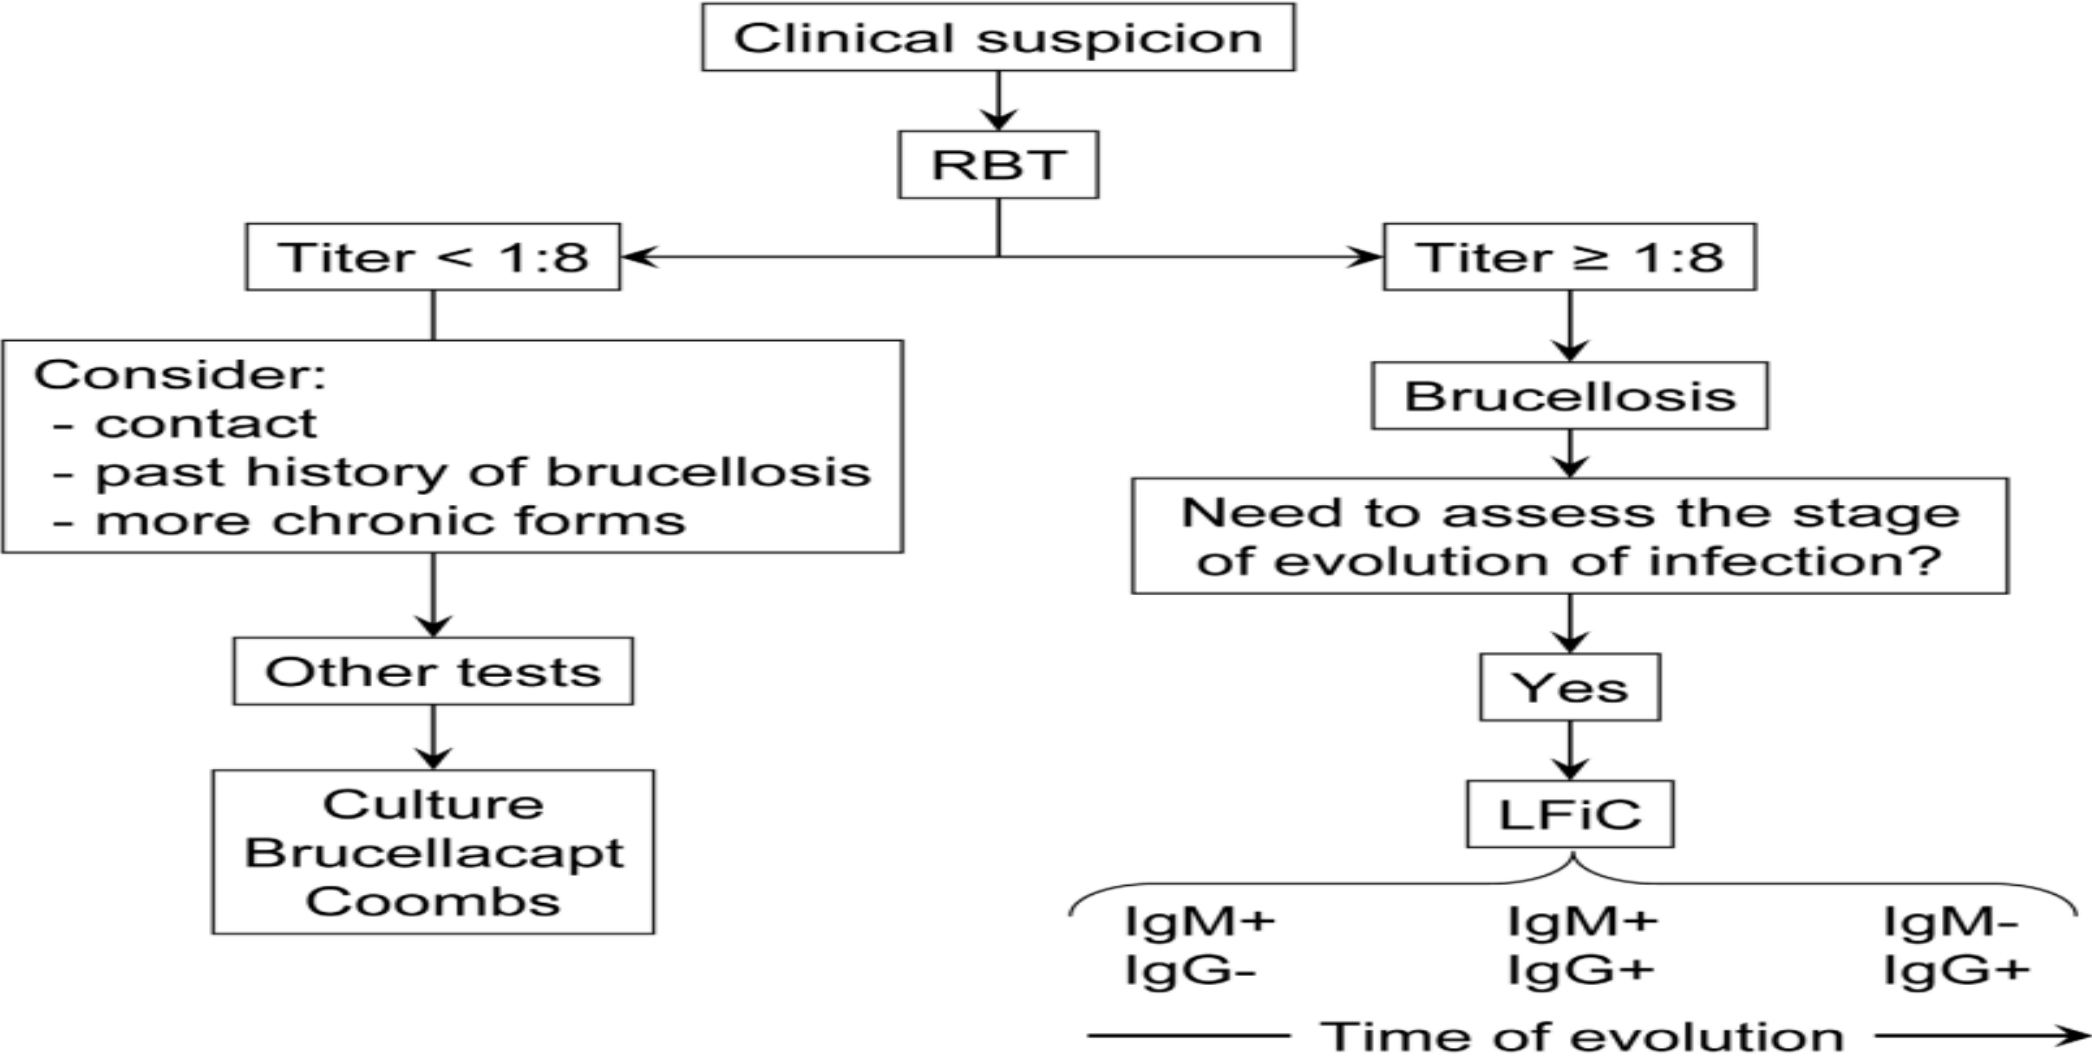 Clinical suspicion
RBT
Titer < 1:8
Titer ≥ 1:8
Consider:
- contact
- past history of brucellosis
- more chronic forms
Other tests
Culture
Brucellacapt
Coombs
Brucellosis
Need to assess the stage
of evolution of infection?
Yes
LFiC
IgM+ IgM+ IgM-
IgG- IgG+ IgG+
Time of evolution